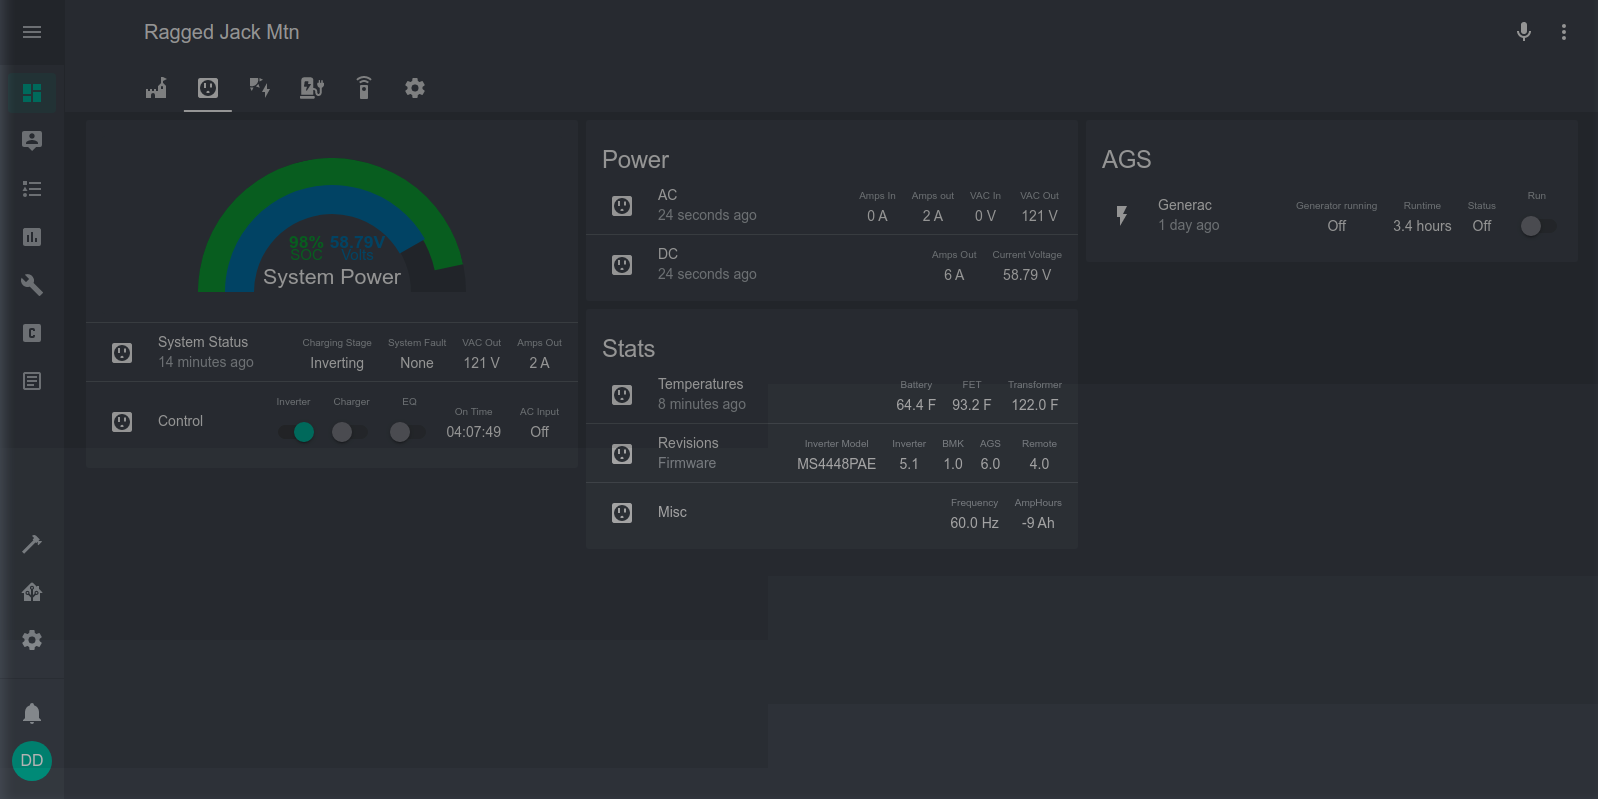 Ragged Jack Mtn
98% 58.79V
SOC Volts
System Power
System Status
14 minutes ago
Charging Stage System Fault VAC Out Amps Out
Inverting None 121 V 2 A
Control
Inverter Charger EQ On Time AC Input
04:07:49 Off
Power
AC
24 seconds ago
Amps In Amps out VAC In VAC Out
0 A 2 A 0 V 121 V
DC
24 seconds ago
Amps Out Current Voltage
6 A 58.79 V
Stats
Temperatures
8 minutes ago
Battery FET Transformer
64.4 F 93.2 F 122.0 F
Revisions
Firmware
Inverter Model Inverter BMK AGS Remote
MS4448PAE 5.1 1.0 6.0 4.0
Misc
Frequency AmpHours
60.0 Hz -9 Ah
AGS
Generac
1 day ago
Generator running Runtime Status Run
Off 3.4 hours Off
C
DD